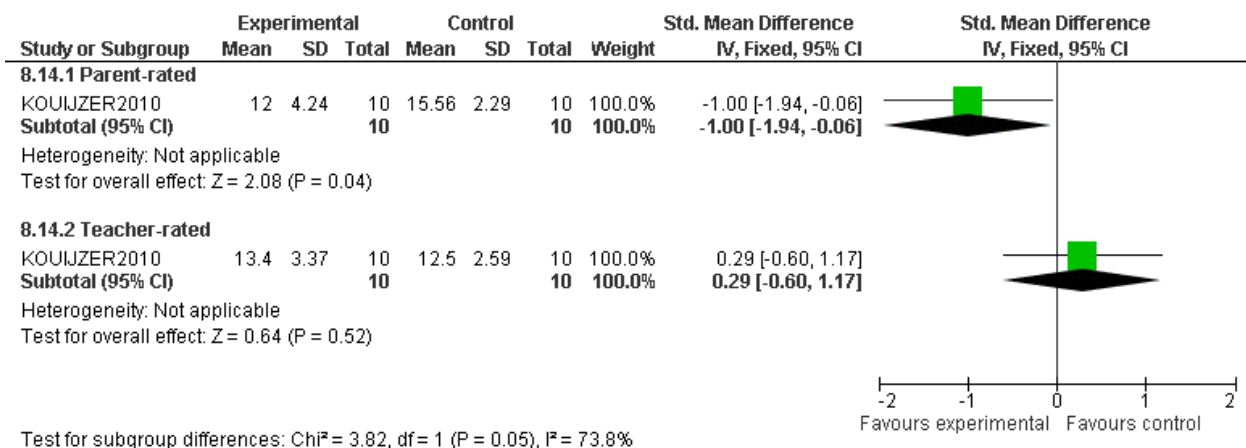 Experimental Control Std. Mean Difference Std. Mean Difference
Study or Subgroup Mean SD Total Mean SD Total Weight IV, Fixed, 95% CI IV, Fixed, 95% CI
8.14.1 Parent-rated
KOUIJZER2010 12 4.24 10 15.56 2.29 10 100.0% -1.00 [-1.94, -0.06]
Subtotal (95% CI) 10 10 100.0% -1.00 [-1.94, -0.06]
Heterogeneity: Not applicable
Test for overall effect: Z = 2.08 (P = 0.04)
8.14.2 Teacher-rated
KOUIJZER2010 13.4 3.37 10 12.5 2.59 10 100.0% 0.29 [-0.60, 1.17]
Subtotal (95% CI) 10 10 100.0% 0.29 [-0.60, 1.17]
Heterogeneity: Not applicable
Test for overall effect: Z = 0.64 (P = 0.52)
-2 -1 0 1 2
Favours experimental Favours control
Test for subgroup differences: Chi² = 3.82, df = 1 (P = 0.05), I² = 73.8%